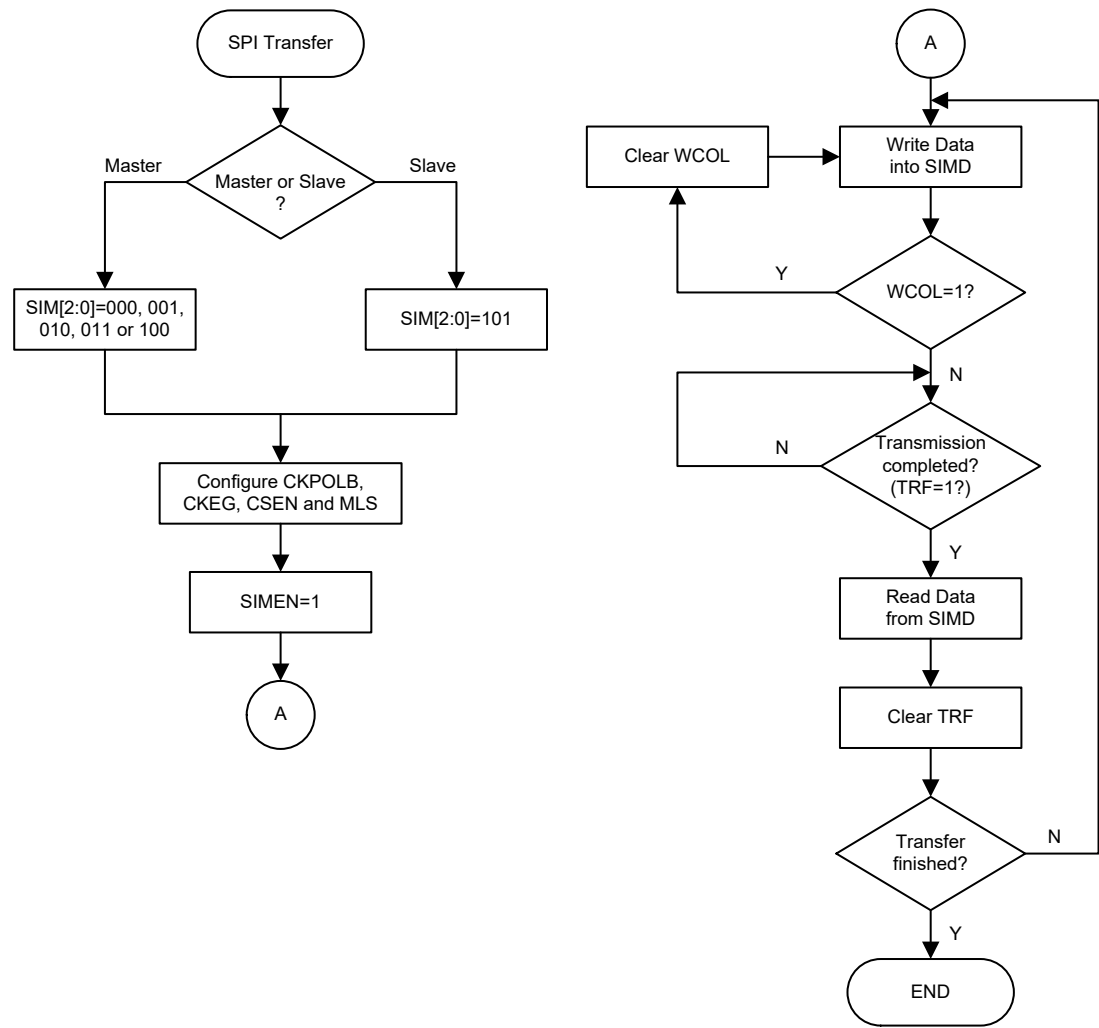 SPI Transfer
Master or Slave
?
Master
Slave
SIM[2:0]=000, 001,
010, 011 or 100
SIM[2:0]=101
Configure CKPOLB,
CKEG, CSEN and MLS
SIMEN=1
A
A
Write Data
into SIMD
Clear WCOL
WCOL=1?
Y
N
Transmission
completed?
(TRF=1?)
N
Y
Read Data
from SIMD
Clear TRF
Transfer
finished?
N
Y
END